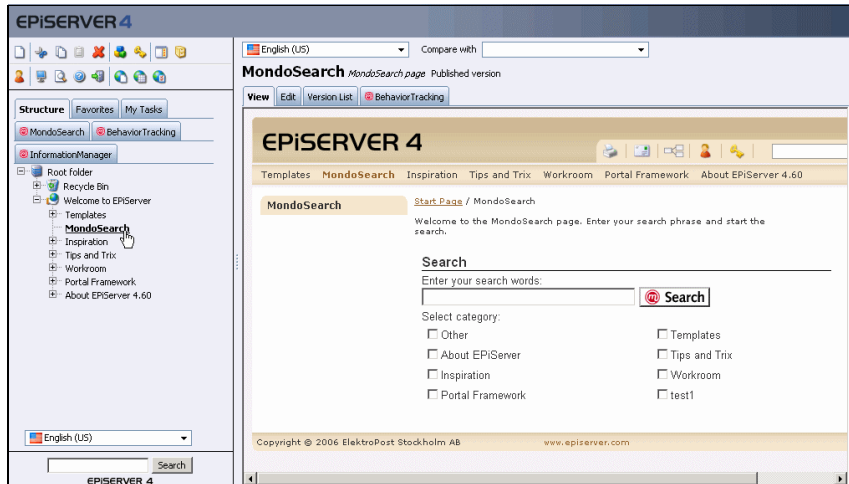 EPiSERVER 4
English (US) Compare with
MondoSearch MondoSearch page Published version
View Edit Version List BehaviorTracking
Structure Favorites My Tasks
MondoSearch BehaviorTracking
InformationManager
Root folder
Recycle Bin
Welcome to EPiServer
Templates
MondoSearch
Inspiration
Tips and Trix
Workroom
Portal Framework
About EPiServer 4.60
English (US)
Search
EPiSERVER 4
EPiSERVER 4
Templates MondoSearch Inspiration Tips and Trix Workroom Portal Framework About EPiServer 4.60
MondoSearch
Start Page / MondoSearch
Welcome to the MondoSearch page. Enter your search phrase and start the
search.
Search
Enter your search words:
Search
Select category:
Other Templates
About EPiServer Tips and Trix
Inspiration Workroom
Portal Framework test1
Copyright © 2006 ElektroPost Stockholm AB www.episerver.com